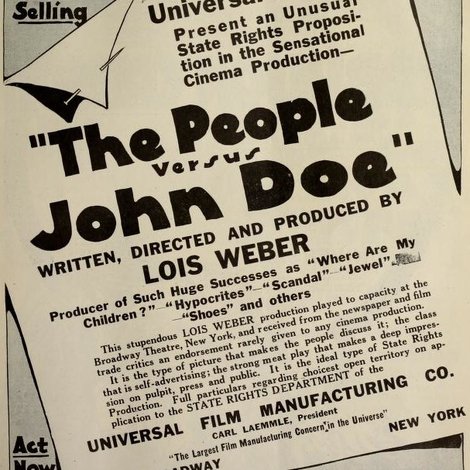 Selling
Universal
Present an Unusual
State Rights Proposi-
tion in the Sensational
Cinema Production—
"The People
versus
John Doe"
WRITTEN, DIRECTED AND PRODUCED BY
LOIS WEBER
Producer of Such Huge Successes as "Where Are My
Children?"—"Hypocrites"—"Scandal"—"Jewel"—
—"Shoes" and others
This stupendous LOIS WEBER production played to capacity at the
Broadway Theatre, New York, and received from the newspaper and film
trade critics an endorsement rarely given to any cinema production.
It is the type of picture that makes the people discuss it; the class
that is self-advertising; the strong meat play that makes a deep impres-
sion on pulpit, press and public. It is the ideal type of State Rights
Production. Full particulars regarding choicest open territory on ap-
plication to the STATE RIGHTS DEPARTMENT of the
UNIVERSAL FILM MANUFACTURING CO.
CARL LAEMMLE, President
"The Largest Film Manufacturing Concern in the Universe"
NEW YORK
Act
Now
ADWAY